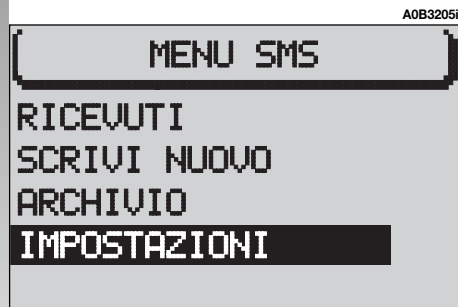 A0B3205i
MENU SMS
RICEVUTI
SCRIVI NUOVO
ARCHIVIO
IMPOSTAZIONI